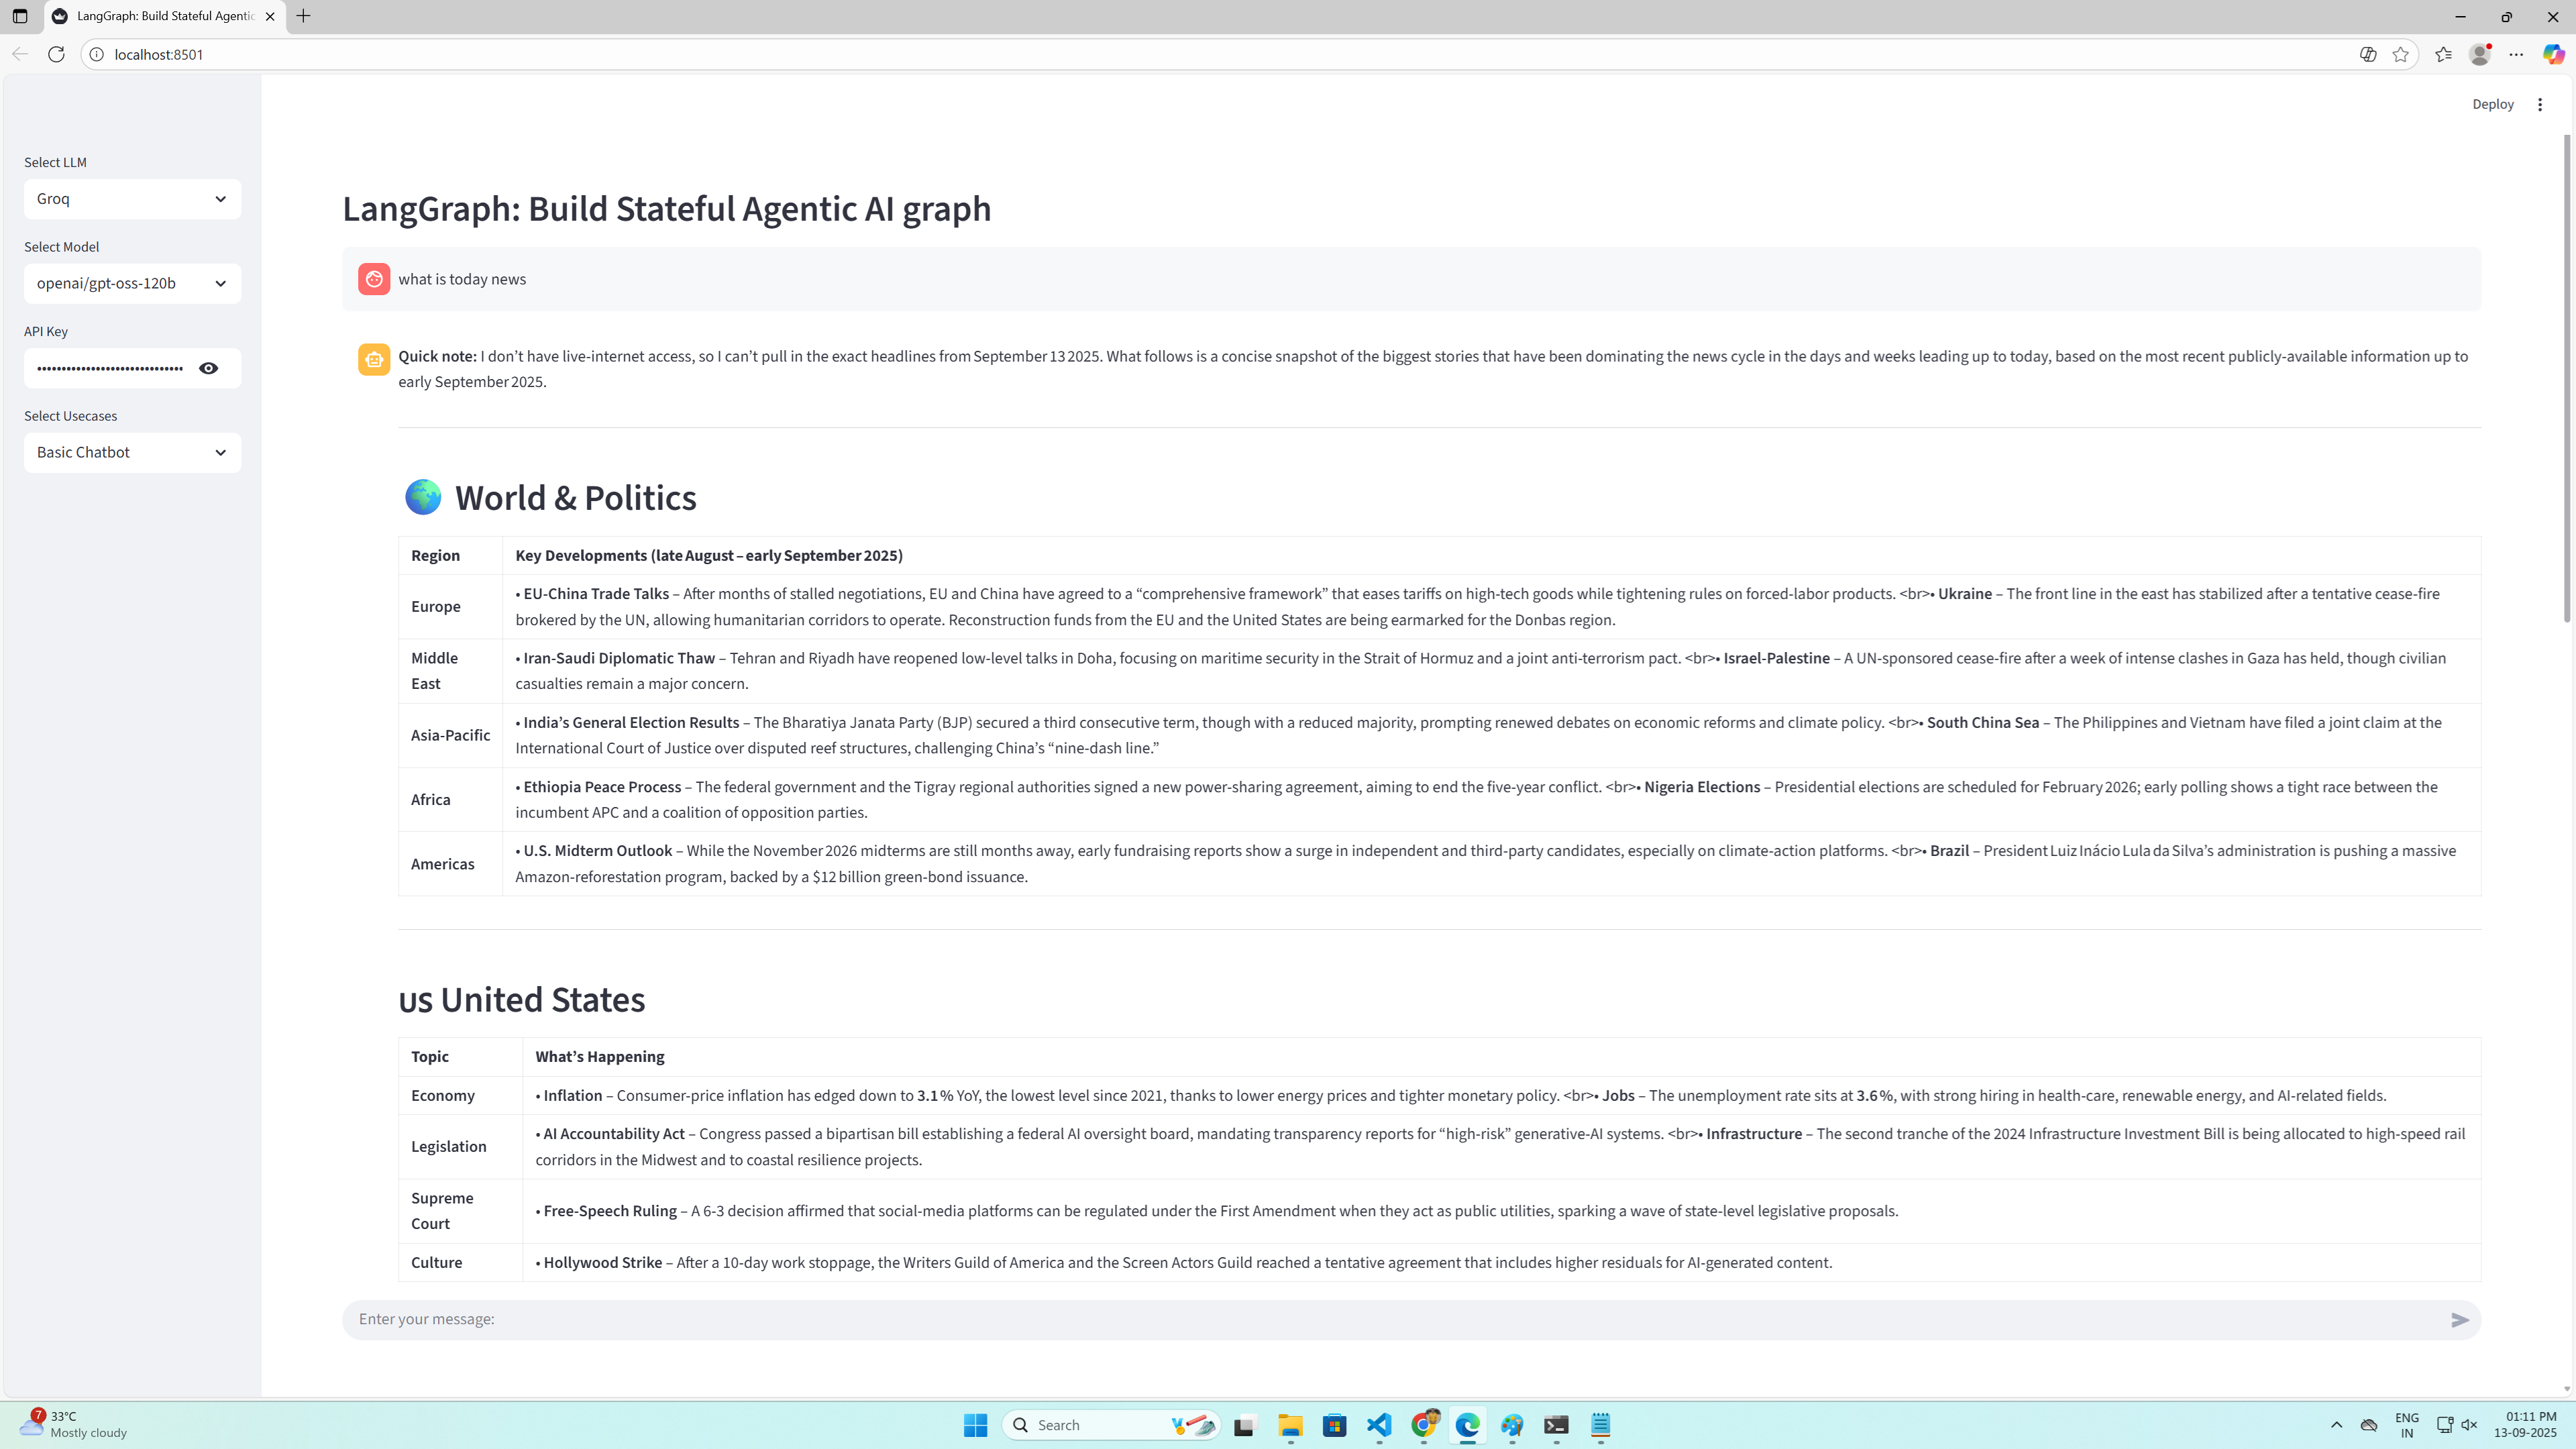 LangGraph: Build Stateful Agentic
localhost:8501
Deploy
Select LLM
Groq
Select Model
openai/gpt-oss-120b
API Key
••••••••••••••••••••••••••••••
Select Usecases
Basic Chatbot
LangGraph: Build Stateful Agentic AI graph
what is today news
Quick note: I don’t have live-internet access, so I can’t pull in the exact headlines from September 13 2025. What follows is a concise snapshot of the biggest stories that have been dominating the news cycle in the days and weeks leading up to today, based on the most recent publicly-available information up to
early September 2025.
🌍 World & Politics
Region Key Developments (late August – early September 2025)
Europe • EU-China Trade Talks – After months of stalled negotiations, EU and China have agreed to a “comprehensive framework” that eases tariffs on high-tech goods while tightening rules on forced-labor products. <br>• Ukraine – The front line in the east has stabilized after a tentative cease-fire
brokered by the UN, allowing humanitarian corridors to operate. Reconstruction funds from the EU and the United States are being earmarked for the Donbas region.
Middle
East
• Iran-Saudi Diplomatic Thaw – Tehran and Riyadh have reopened low-level talks in Doha, focusing on maritime security in the Strait of Hormuz and a joint anti-terrorism pact. <br>• Israel-Palestine – A UN-sponsored cease-fire after a week of intense clashes in Gaza has held, though civilian
casualties remain a major concern.
Asia-Pacific • India’s General Election Results – The Bharatiya Janata Party (BJP) secured a third consecutive term, though with a reduced majority, prompting renewed debates on economic reforms and climate policy. <br>• South China Sea – The Philippines and Vietnam have filed a joint claim at the
International Court of Justice over disputed reef structures, challenging China’s “nine-dash line.”
Africa • Ethiopia Peace Process – The federal government and the Tigray regional authorities signed a new power-sharing agreement, aiming to end the five-year conflict. <br>• Nigeria Elections – Presidential elections are scheduled for February 2026; early polling shows a tight race between the
incumbent APC and a coalition of opposition parties.
Americas • U.S. Midterm Outlook – While the November 2026 midterms are still months away, early fundraising reports show a surge in independent and third-party candidates, especially on climate-action platforms. <br>• Brazil – President Luiz Inácio Lula da Silva’s administration is pushing a massive
Amazon-reforestation program, backed by a $12 billion green-bond issuance.
us United States
Topic What’s Happening
Economy • Inflation – Consumer-price inflation has edged down to 3.1 % YoY, the lowest level since 2021, thanks to lower energy prices and tighter monetary policy. <br>• Jobs – The unemployment rate sits at 3.6 %, with strong hiring in health-care, renewable energy, and AI-related fields.
Legislation • AI Accountability Act – Congress passed a bipartisan bill establishing a federal AI oversight board, mandating transparency reports for “high-risk” generative-AI systems. <br>• Infrastructure – The second tranche of the 2024 Infrastructure Investment Bill is being allocated to high-speed rail
corridors in the Midwest and to coastal resilience projects.
Supreme
Court
• Free-Speech Ruling – A 6-3 decision affirmed that social-media platforms can be regulated under the First Amendment when they act as public utilities, sparking a wave of state-level legislative proposals.
Culture • Hollywood Strike – After a 10-day work stoppage, the Writers Guild of America and the Screen Actors Guild reached a tentative agreement that includes higher residuals for AI-generated content.
Enter your message:
7
33°C
Mostly cloudy
Search
ENG
IN
01:11 PM
13-09-2025